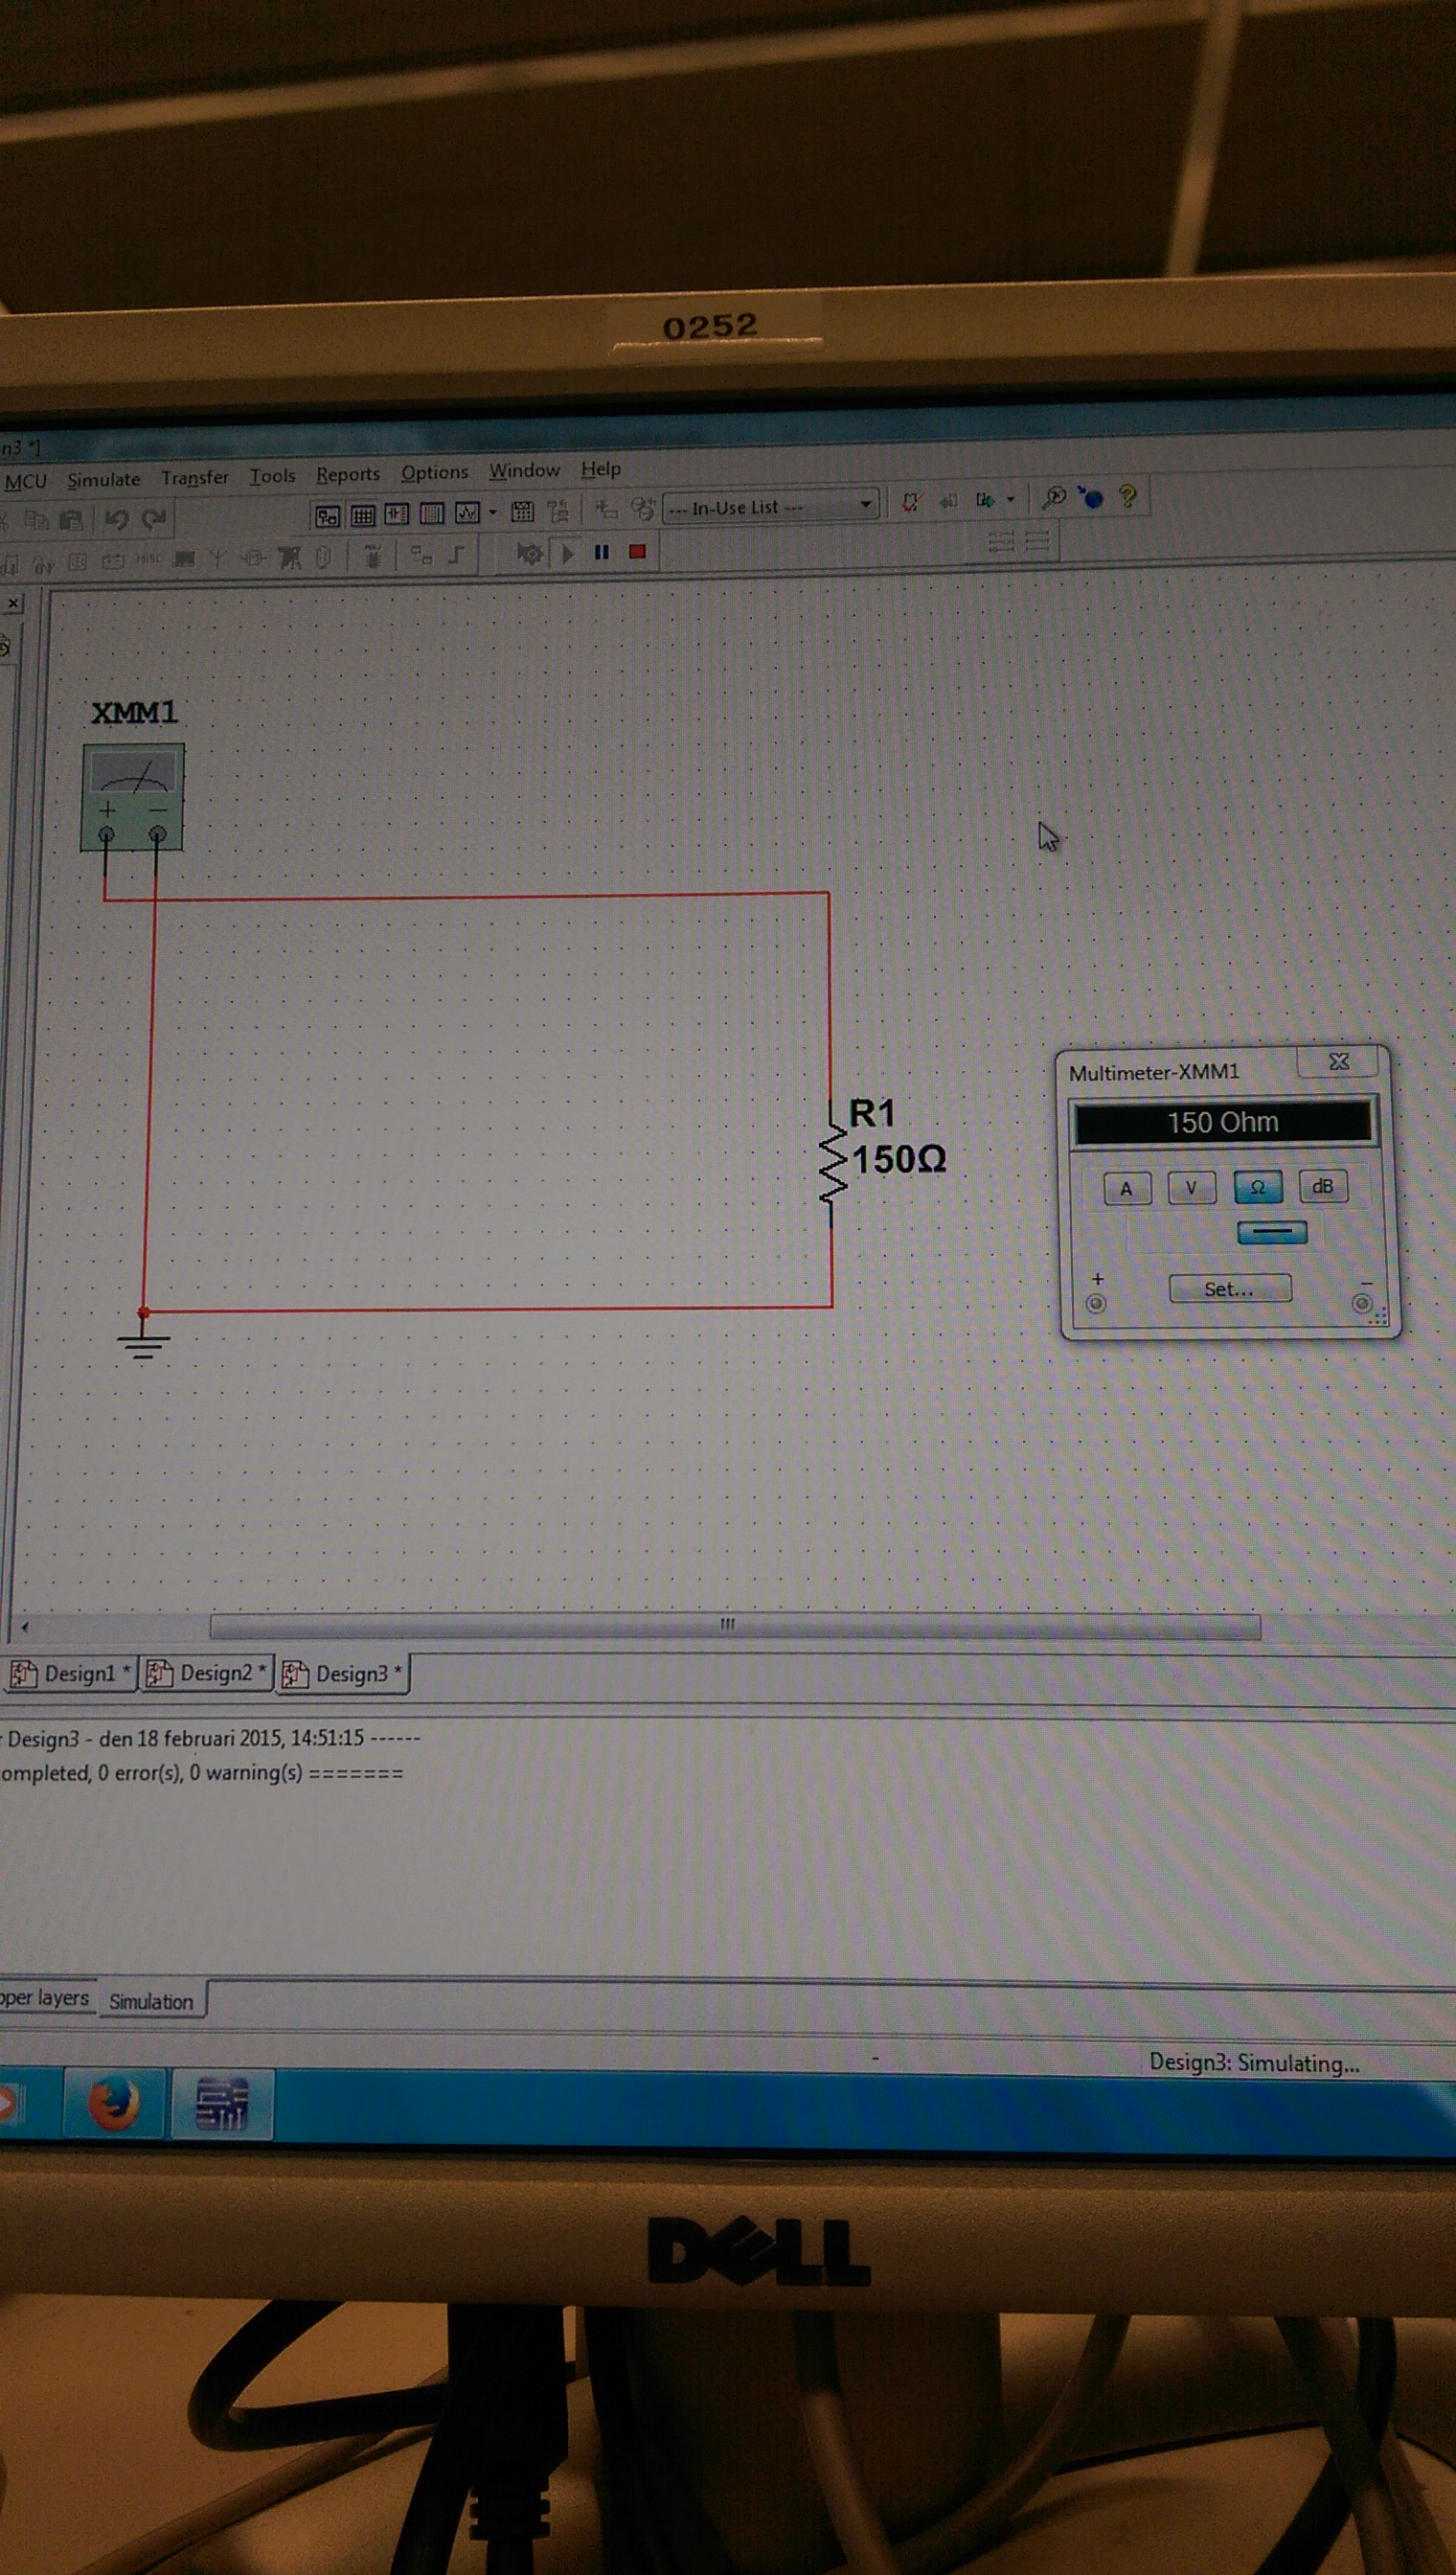 0252
n3 *]
MCU Simulate Transfer Tools Reports Options Window Help
--- In-Use List ---
MISC
XMM1
+ −
R1
150Ω
Multimeter-XMM1
150 Ohm
A V Ω dB
+ −
Set...
Design1 * Design2 * Design3 *
Design3 - den 18 februari 2015, 14:51:15 ------
ompleted, 0 error(s), 0 warning(s) =======
pper layers Simulation
-
Design3: Simulating...
DELL